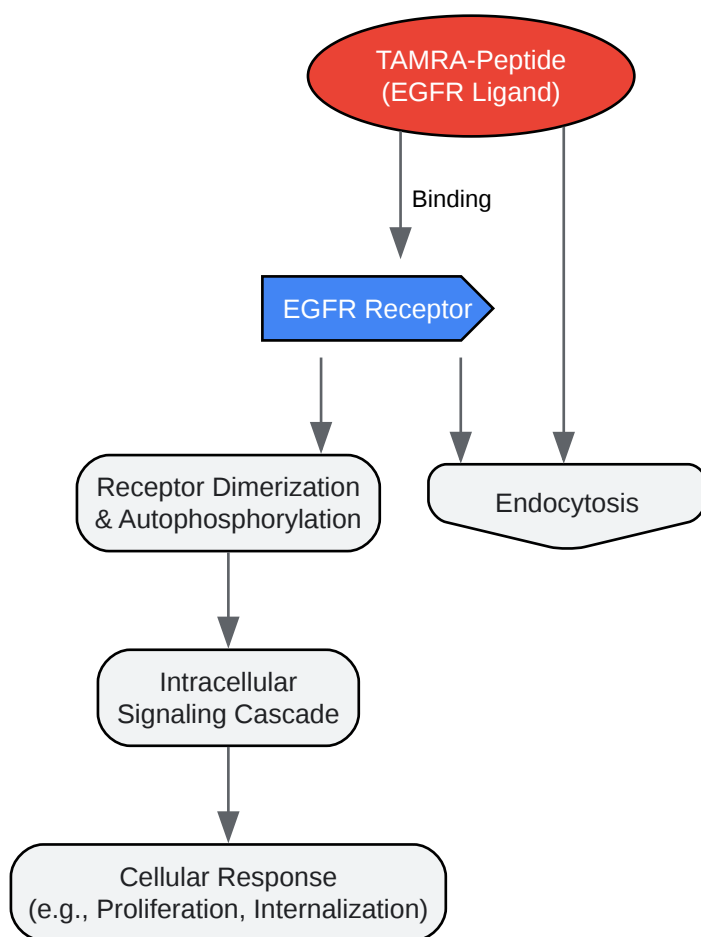 TAMRA-Peptide
(EGFR Ligand)
Binding
EGFR Receptor
Receptor Dimerization
& Autophosphorylation
Endocytosis
Intracellular
Signaling Cascade
Cellular Response
(e.g., Proliferation, Internalization)